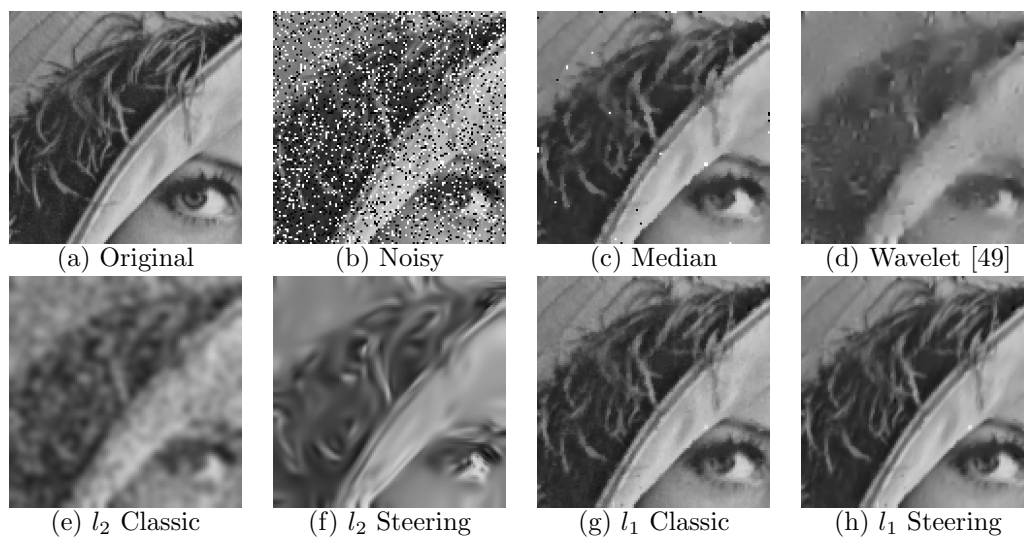 (a) Original
(b) Noisy
(c) Median
(d) Wavelet [49]
(e) l₂ Classic
(f) l₂ Steering
(g) l₁ Classic
(h) l₁ Steering